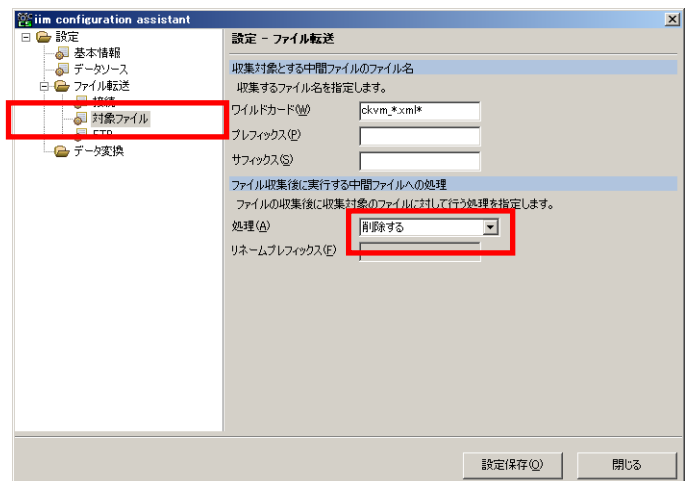 iim configuration assistant
設定
基本情報
データソース
ファイル転送
接続
対象ファイル
FTP
データ変換
設定 - ファイル転送
収集対象とする中間ファイルのファイル名
収集するファイル名を指定します。
ワイルドカード(W) ckvm_*.xml*
プレフィックス(P)
サフィックス(S)
ファイル収集後に実行する中間ファイルへの処理
ファイルの収集後に収集対象のファイルに対して行う処理を指定します。
処理(A) 削除する
リネームプレフィックス(F)
設定保存(O) 閉じる